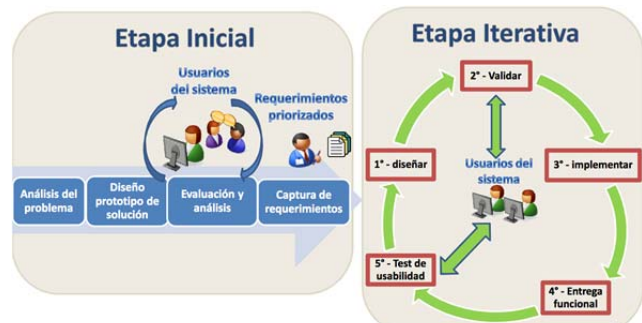 Etapa Inicial
Usuarios
del sistema
Requerimientos
priorizados
Análisis del
problema
Diseño
prototipo de
solución
Evaluación y
análisis
Captura de
requerimientos
Etapa Iterativa
2° - Validar
1° - diseñar
3° - implementar
Usuarios del
sistema
5° - Test de
usabilidad
4° - Entrega
funcional